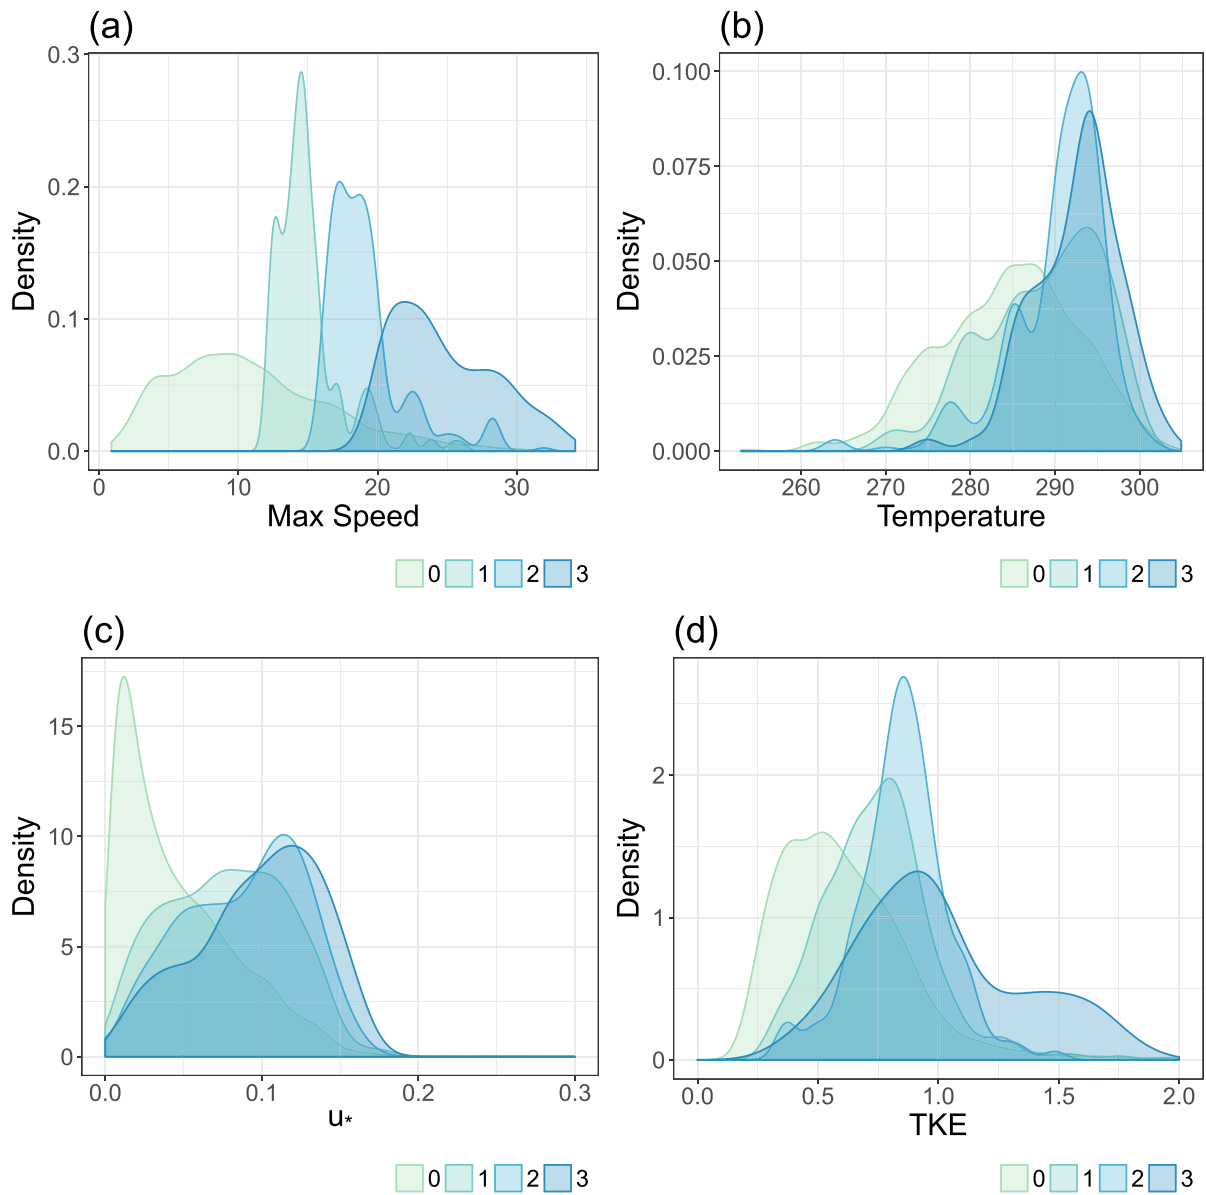 (a)
0.3
0.2
0.1
0.0
Density
0 10 20 30
Max Speed
0 1 2 3
(b)
0.100
0.075
0.050
0.025
0.000
Density
260 270 280 290 300
Temperature
0 1 2 3
(c)
15
10
5
0
Density
0.0 0.1 0.2 0.3
u*
0 1 2 3
(d)
2
1
0
Density
0.0 0.5 1.0 1.5 2.0
TKE
0 1 2 3